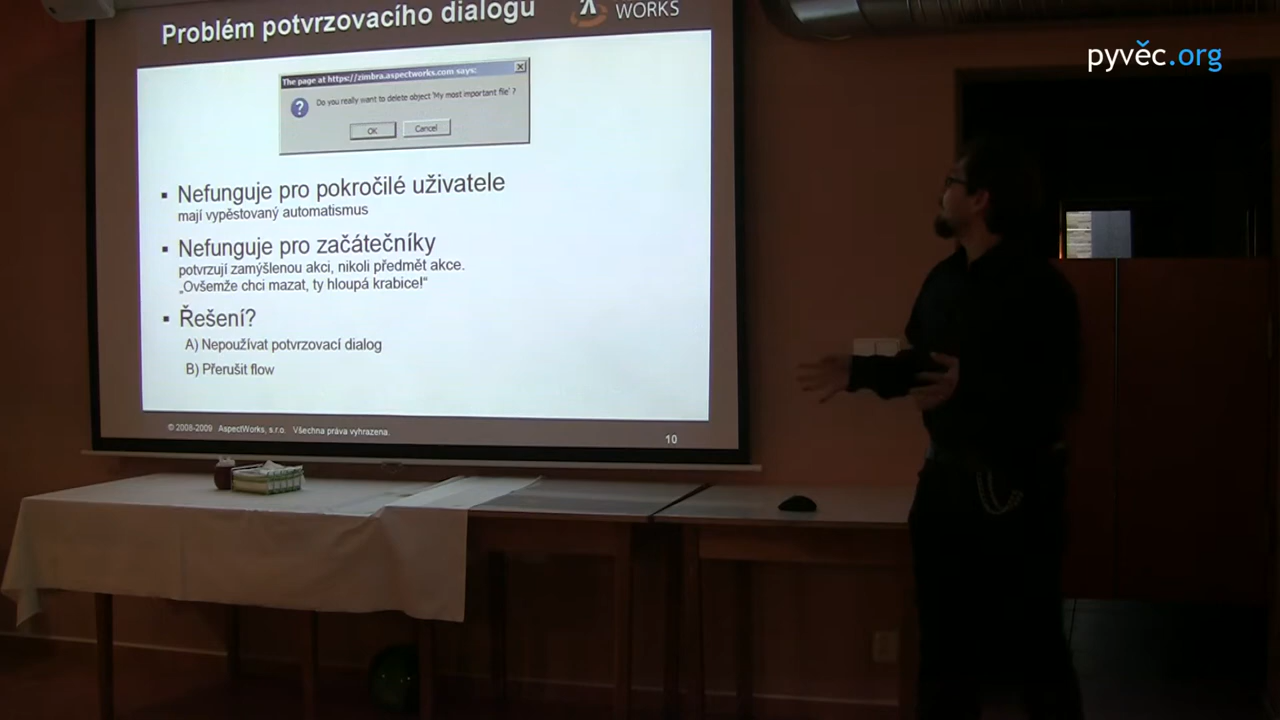 Problém potvrzovacího dialogu
WORKS
pyvěc.org
The page at https://zimbra.aspectworks.com says:
Do you really want to delete object 'My most important file' ?
OK
Cancel
▪ Nefunguje pro pokročilé uživatele
mají vypěstovaný automatismus
▪ Nefunguje pro začátečníky
potvrzují zamýšlenou akci, nikoli předmět akce.
„Ovšemže chci mazat, ty hloupá krabice!“
▪ Řešení?
A) Nepoužívat potvrzovací dialog
B) Přerušit flow
© 2008-2009 AspectWorks, s.r.o. Všechna práva vyhrazena.
10